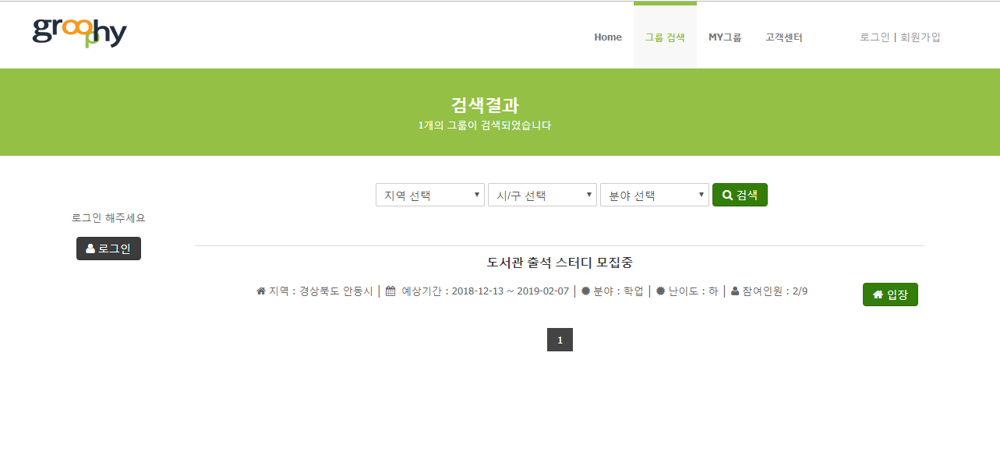 groophy
Home 그룹 검색 MY그룹 고객센터 로그인 | 회원가입
검색결과
1개의 그룹이 검색되었습니다
지역 선택 시/구 선택 분야 선택 검색
로그인 해주세요
로그인
도서관 출석 스터디 모집중
지역 : 경상북도 안동시 | 예상기간 : 2018-12-13 ~ 2019-02-07 | 분야 : 학업 | 난이도 : 하 | 참여인원 : 2/9
입장
1